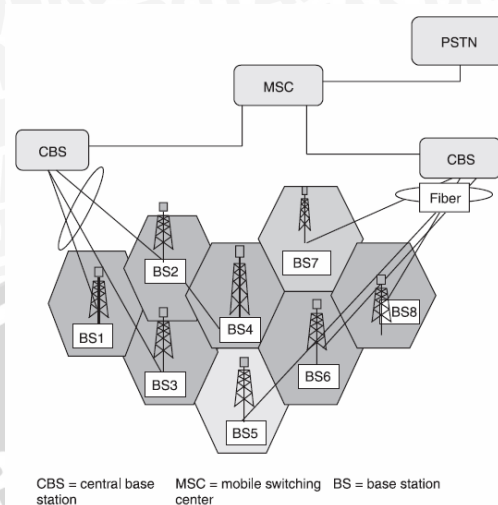 PSTN
MSC
CBS
CBS
Fiber
BS2
BS7
BS1
BS4
BS8
BS3
BS6
BS5
CBS = central base station
MSC = mobile switching center
BS = base station